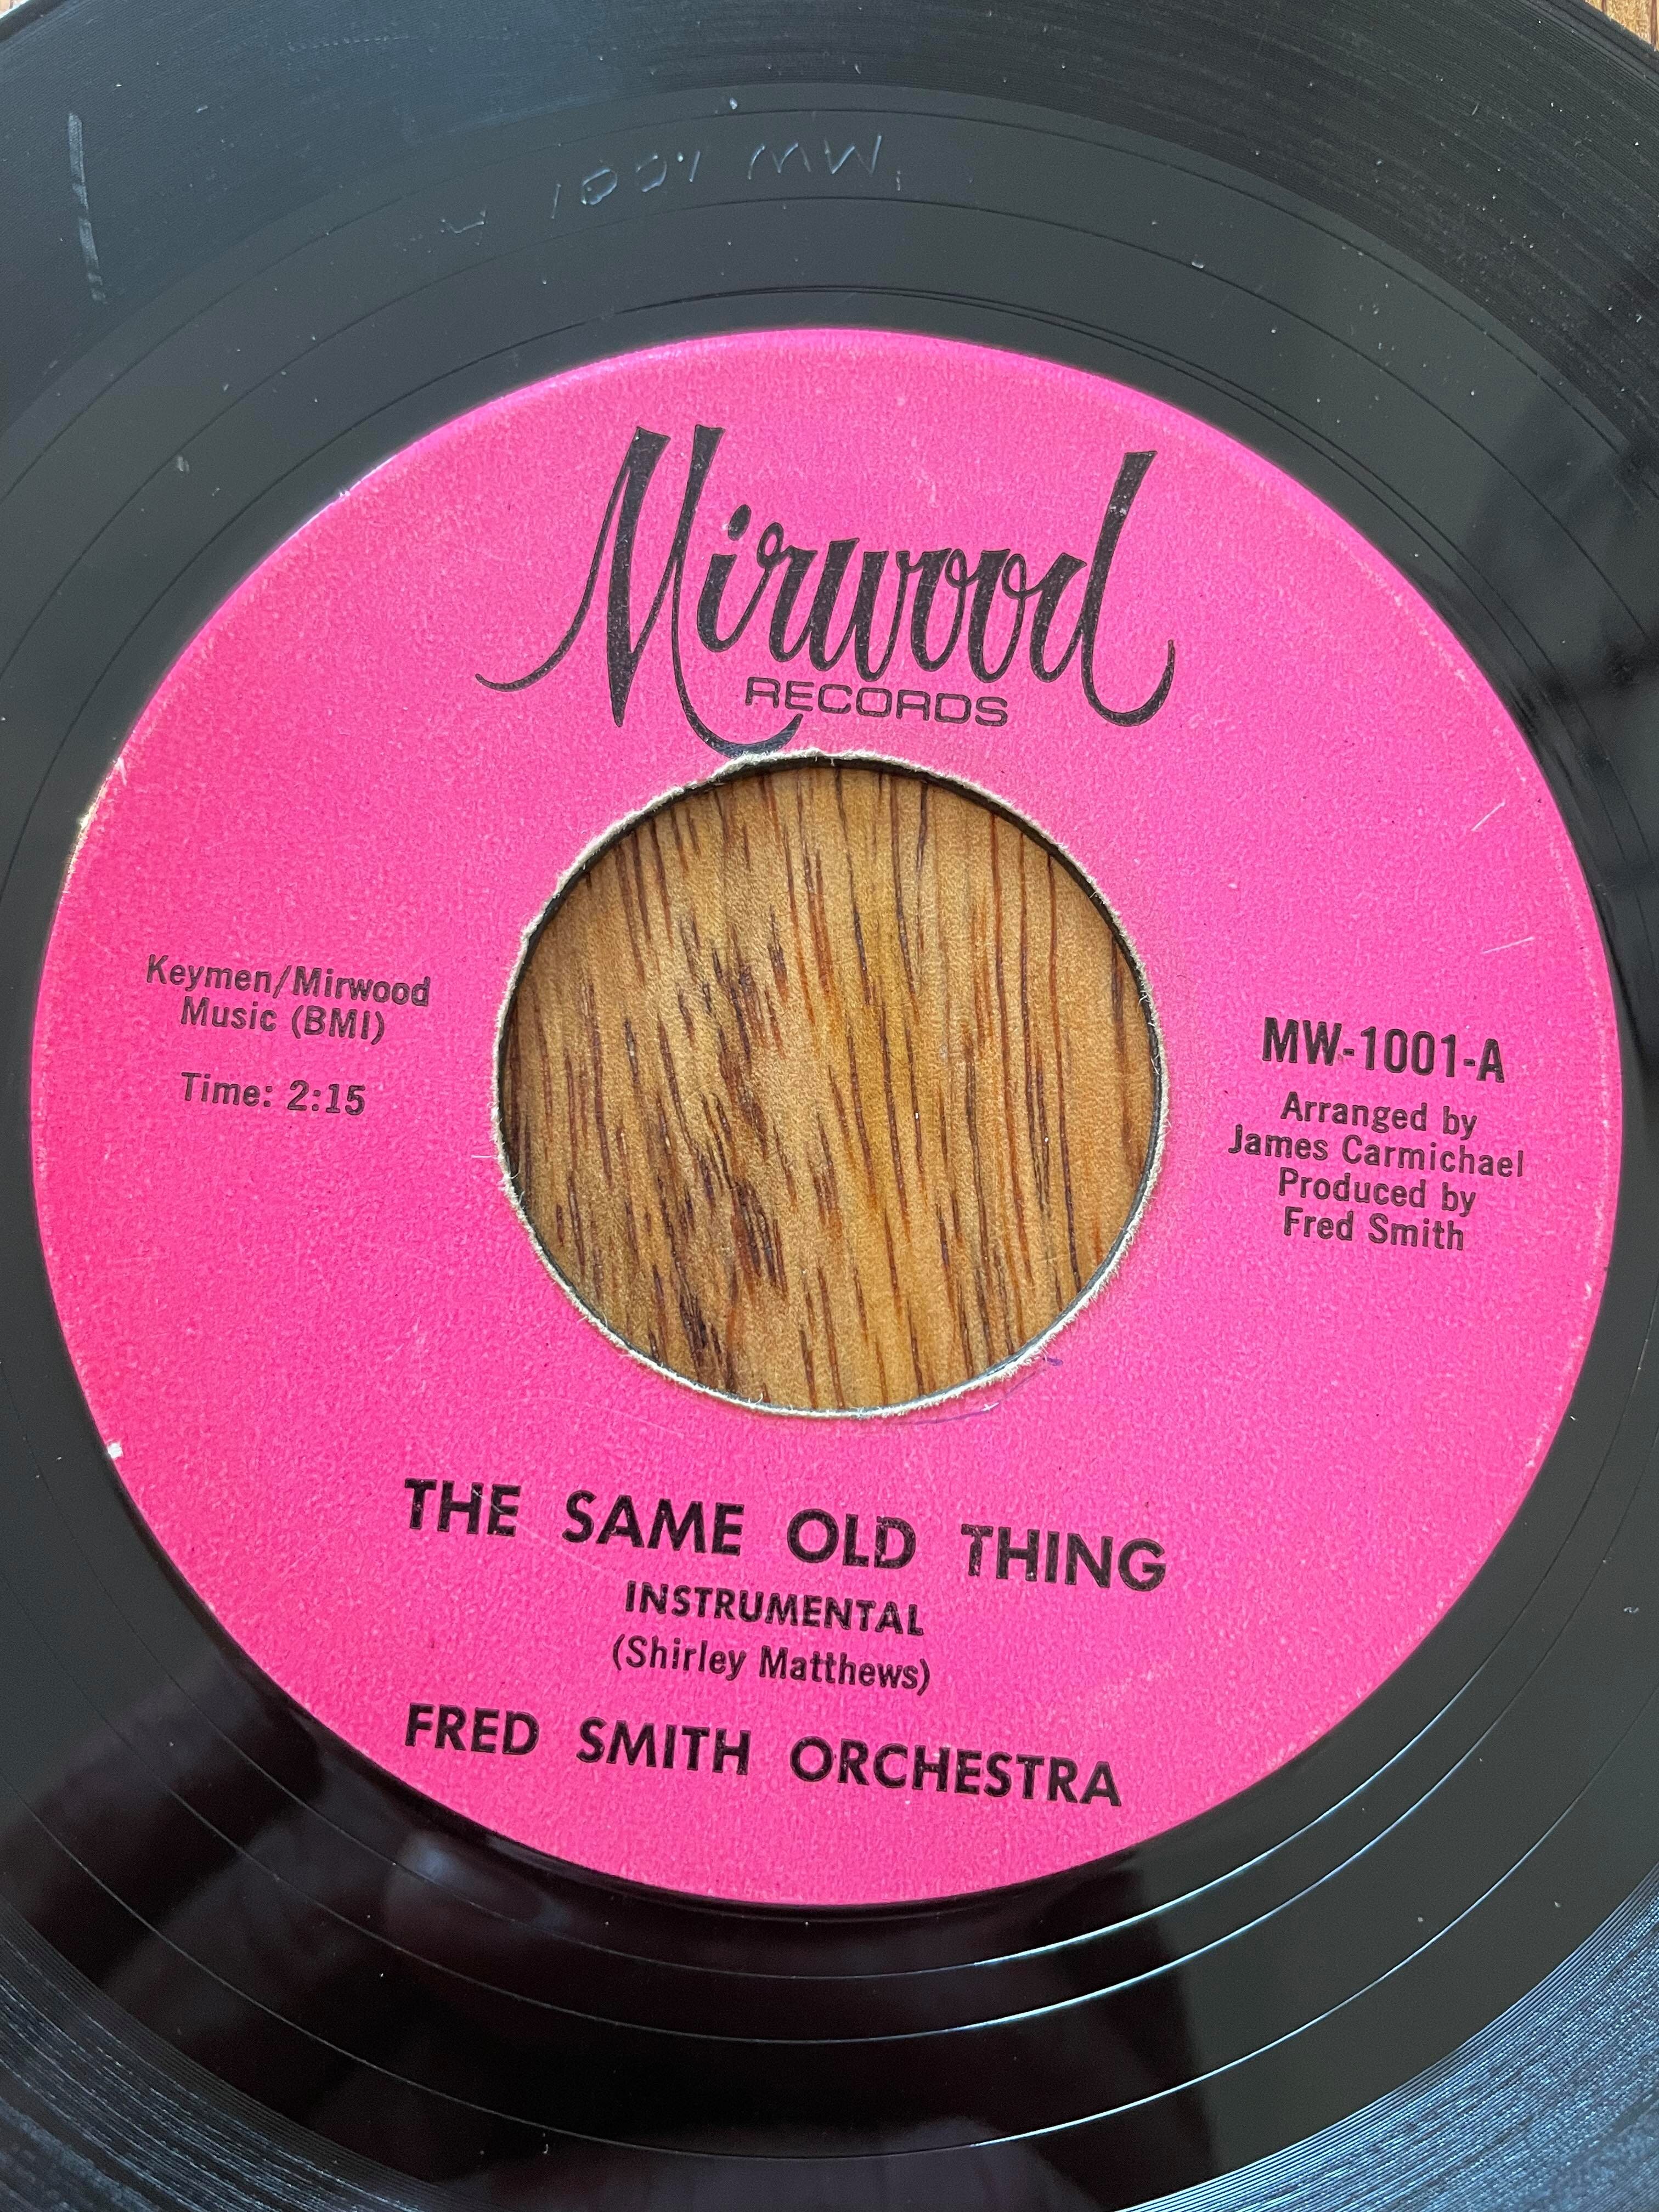 MW 1001 A
Mirwood
RECORDS
Keymen/Mirwood
Music (BMI)
Time: 2:15
MW-1001-A
Arranged by
James Carmichael
Produced by
Fred Smith
THE SAME OLD THING
INSTRUMENTAL
(Shirley Matthews)
FRED SMITH ORCHESTRA